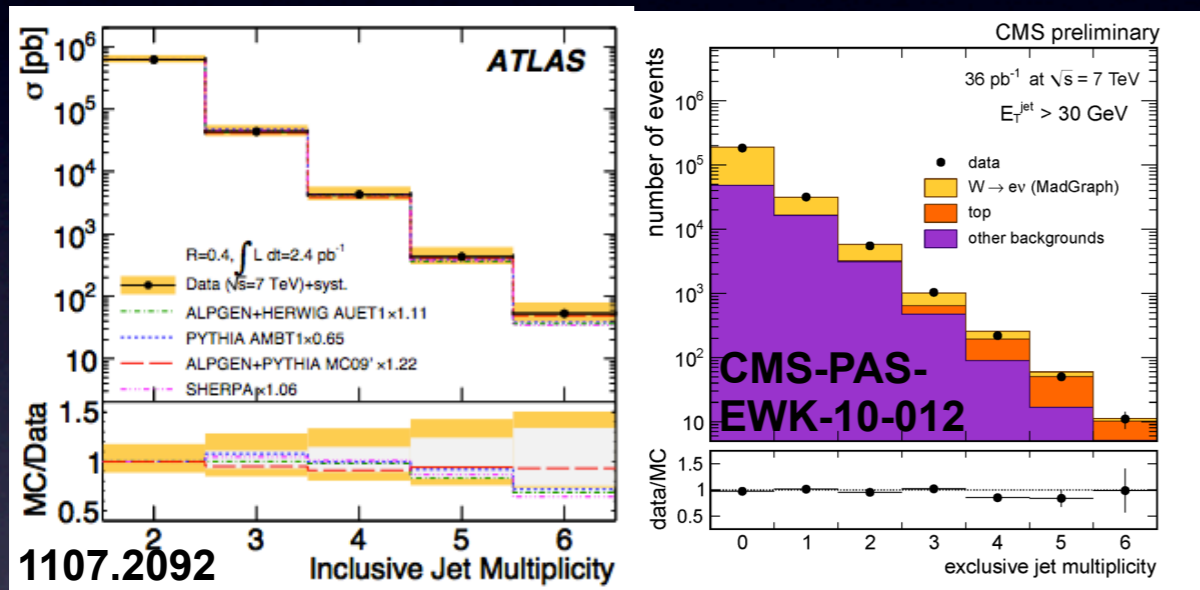 σ [pb]
10⁶
10⁵
10⁴
10³
10²
10
ATLAS
R=0.4, ∫ L dt=2.4 pb⁻¹
Data (√s=7 TeV)+syst.
ALPGEN+HERWIG AUET1×1.11
PYTHIA AMBT1×0.65
ALPGEN+PYTHIA MC09' ×1.22
SHERPA×1.06
MC/Data
1.5
1
0.5
2 3 4 5 6
Inclusive Jet Multiplicity
1107.2092
CMS preliminary
number of events
10⁶
10⁵
10⁴
10³
10²
10
36 pb⁻¹ at √s = 7 TeV
E_T^jet > 30 GeV
data
W → eν (MadGraph)
top
other backgrounds
CMS-PAS-
EWK-10-012
data/MC
1.5
1
0.5
0 1 2 3 4 5 6
exclusive jet multiplicity